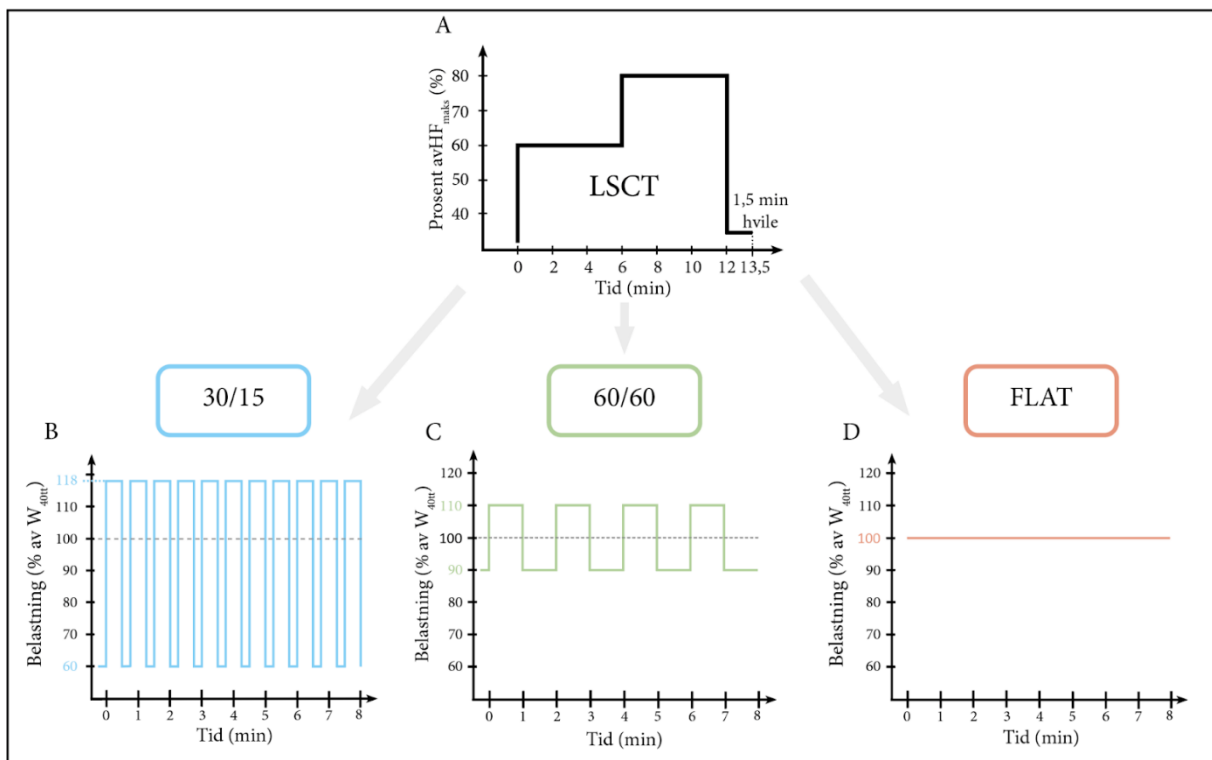 A
Prosent avHFmaks (%)
80
70
60
50
40
LSCT
1,5 min
hvile
0 2 4 6 8 10 12 13,5
Tid (min)
30/15
60/60
FLAT
B
Belastning (% av W40tt)
118
110
100
90
80
70
60
0 1 2 3 4 5 6 7 8
Tid (min)
C
Belastning (% av W40tt)
120
110
100
90
80
70
60
0 1 2 3 4 5 6 7 8
Tid (min)
D
Belastning (% av W40tt)
120
110
100
90
80
70
60
0 1 2 3 4 5 6 7 8
Tid (min)